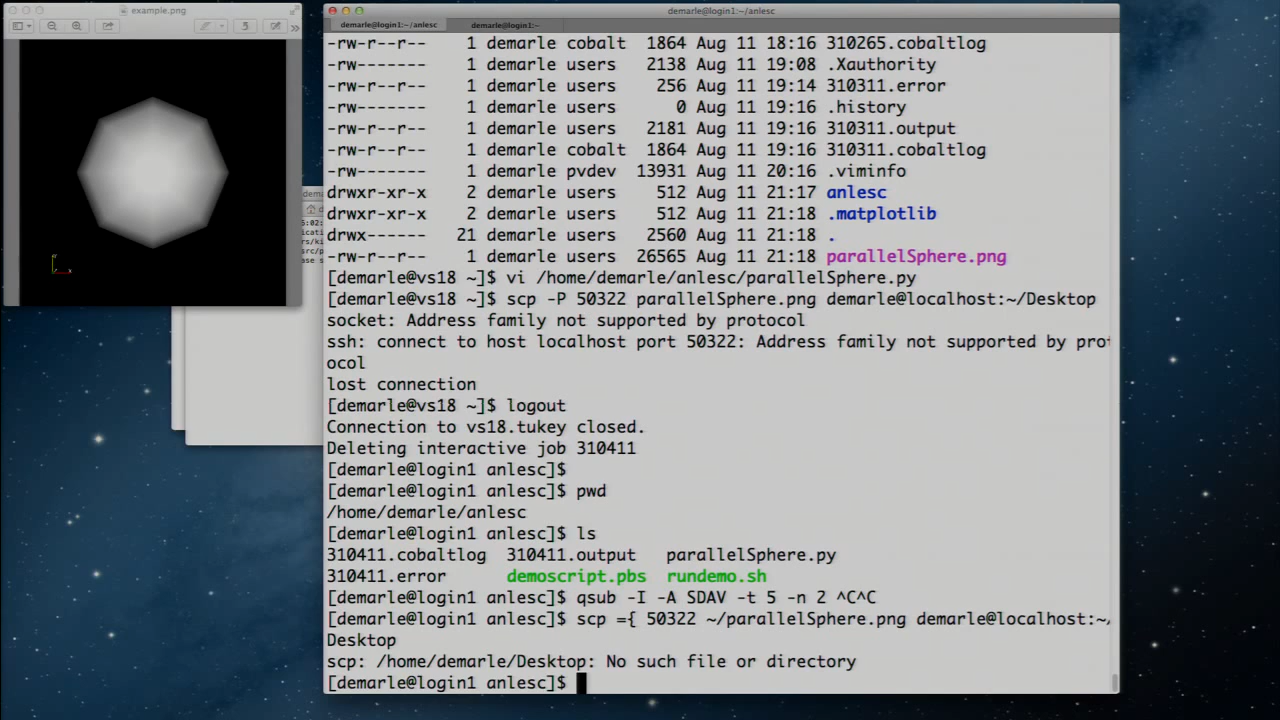 example.png
demarle@login1:~/anlesc
demarle@login1:~/anlesc
demarle@login1:~
-rw-r--r-- 1 demarle cobalt 1864 Aug 11 18:16 310265.cobaltlog
-rw------- 1 demarle users 2138 Aug 11 19:08 .Xauthority
-rw-r--r-- 1 demarle users 256 Aug 11 19:14 310311.error
-rw------- 1 demarle users 0 Aug 11 19:16 .history
-rw-r--r-- 1 demarle users 2181 Aug 11 19:16 310311.output
-rw-r--r-- 1 demarle cobalt 1864 Aug 11 19:16 310311.cobaltlog
-rw------- 1 demarle pvdev 13931 Aug 11 20:16 .viminfo
drwxr-xr-x 2 demarle users 512 Aug 11 21:17 anlesc
drwxr-xr-x 2 demarle users 512 Aug 11 21:18 .matplotlib
drwx------ 21 demarle users 2560 Aug 11 21:18 .
-rw-r--r-- 1 demarle users 26565 Aug 11 21:18 parallelSphere.png
[demarle@vs18 ~]$ vi /home/demarle/anlesc/parallelSphere.py
[demarle@vs18 ~]$ scp -P 50322 parallelSphere.png demarle@localhost:~/Desktop
socket: Address family not supported by protocol
ssh: connect to host localhost port 50322: Address family not supported by prot
ocol
lost connection
[demarle@vs18 ~]$ logout
Connection to vs18.tukey closed.
Deleting interactive job 310411
[demarle@login1 anlesc]$
[demarle@login1 anlesc]$ pwd
/home/demarle/anlesc
[demarle@login1 anlesc]$ ls
310411.cobaltlog 310411.output parallelSphere.py
310411.error demoscript.pbs rundemo.sh
[demarle@login1 anlesc]$ qsub -I -A SDAV -t 5 -n 2 ^C^C
[demarle@login1 anlesc]$ scp ={ 50322 ~/parallelSphere.png demarle@localhost:~/
Desktop
scp: /home/demarle/Desktop: No such file or directory
[demarle@login1 anlesc]$